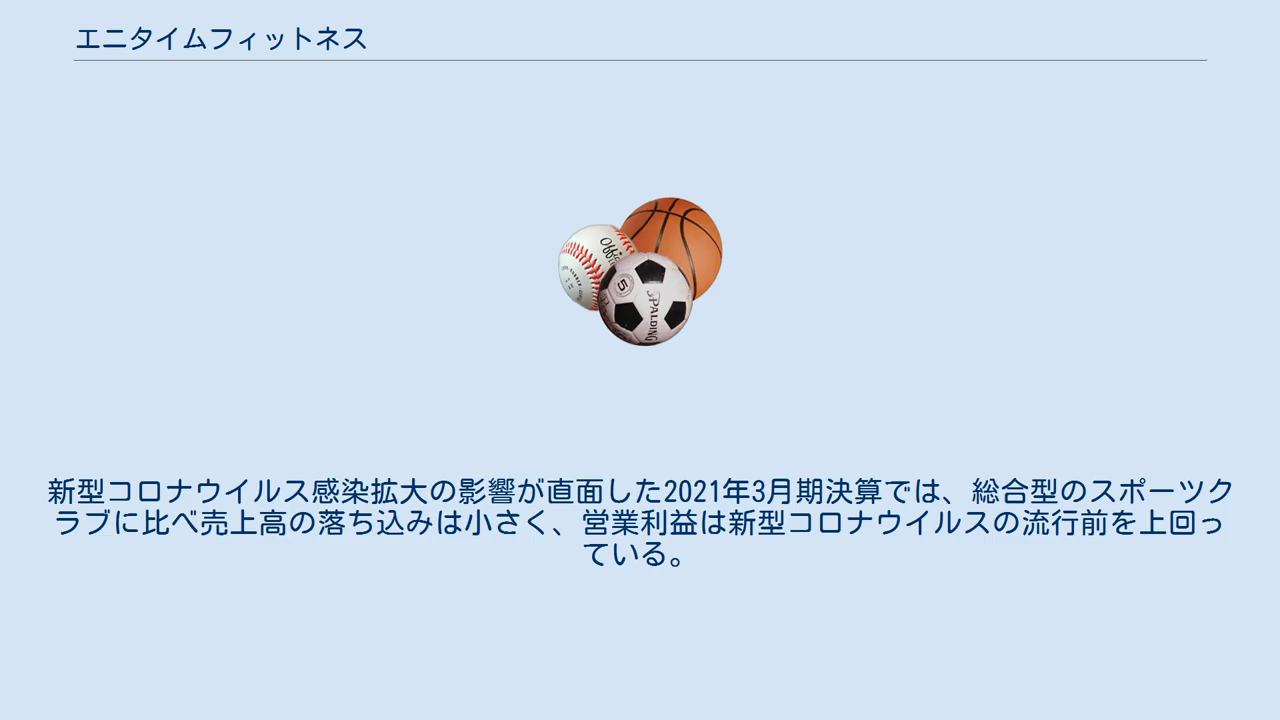 エニタイムフィットネス
Offici
5
SPALDING
新型コロナウイルス感染拡大の影響が直面した2021年3月期決算では、総合型のスポーツク
ラブに比べ売上高の落ち込みは小さく、営業利益は新型コロナウイルスの流行前を上回っ
ている。